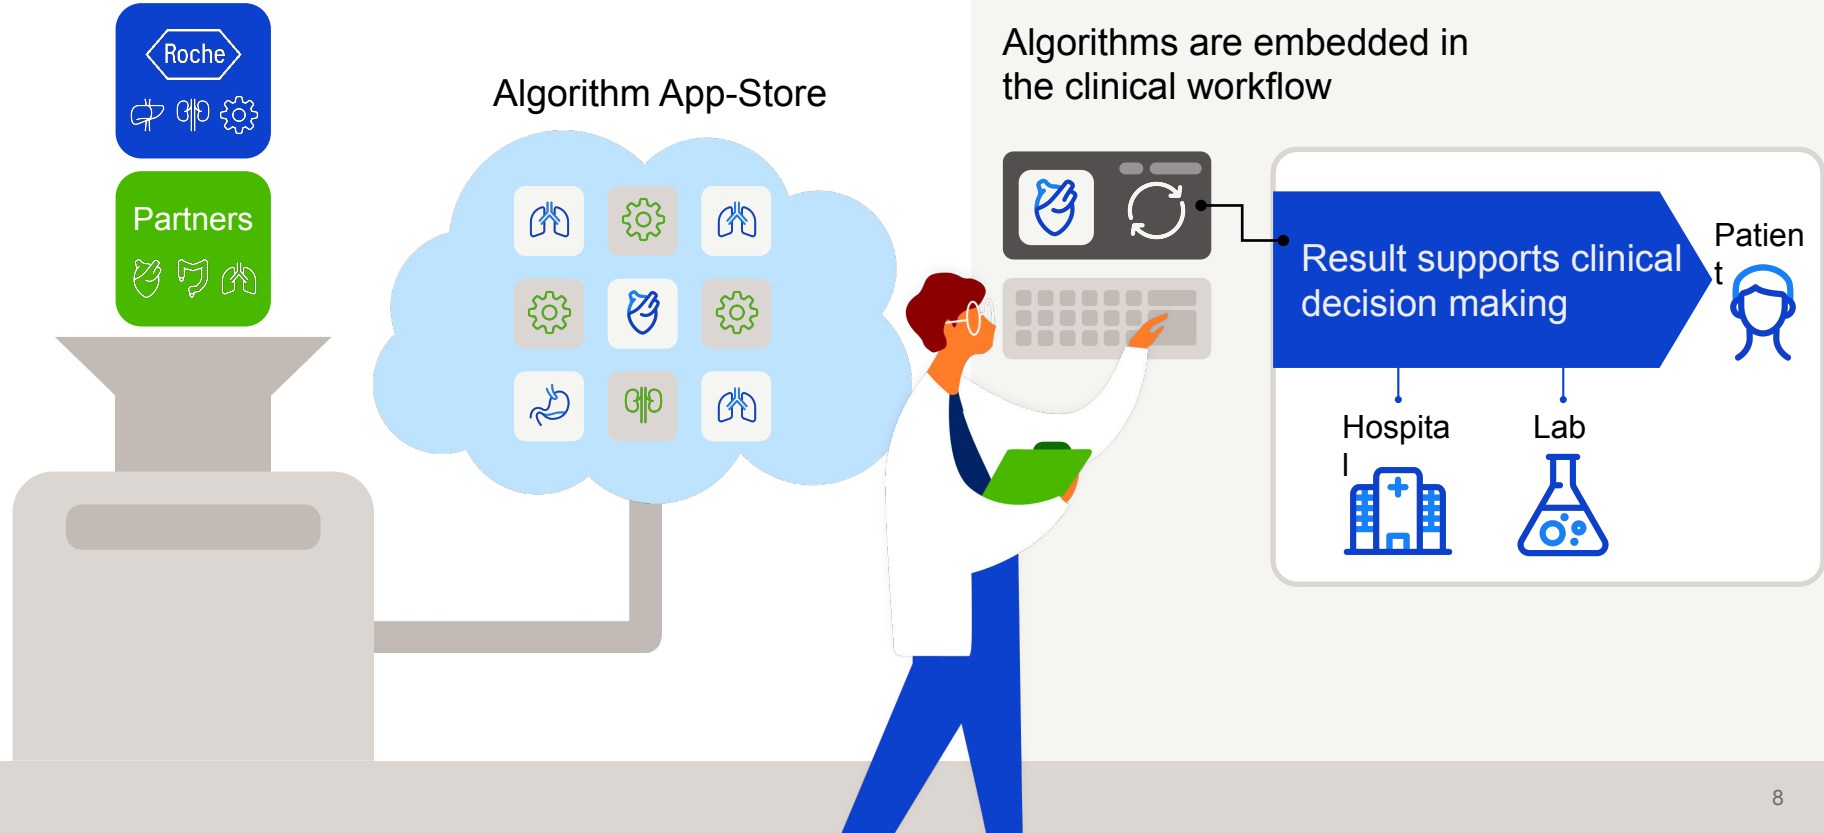 Roche
Partners
Algorithm App-Store
Algorithms are embedded in
the clinical workflow
Result supports clinical
decision making
Patien
t
Hospita
l
Lab
8